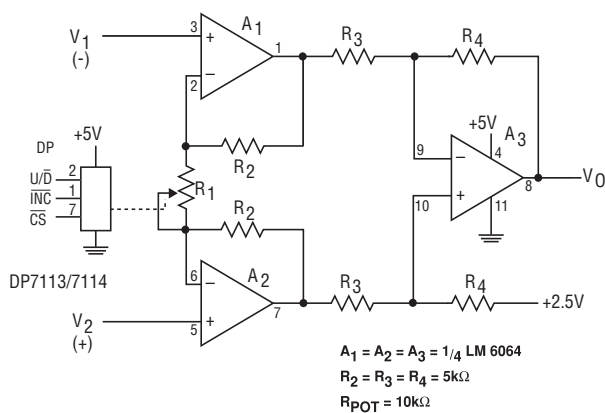 V1
(-)
3
+
A1
1
R3
R4
−
2
R2
DP
+5V
U/D̅
2
I̅N̅C̅
1
C̅S̅
7
R1
9
−
+5V
4
A3
8
VO
+
10
11
R2
DP7113/7114
6
−
A2
7
R3
R4
+2.5V
V2
(+)
5
+
A1 = A2 = A3 = 1/4 LM 6064
R2 = R3 = R4 = 5kΩ
RPOT = 10kΩ